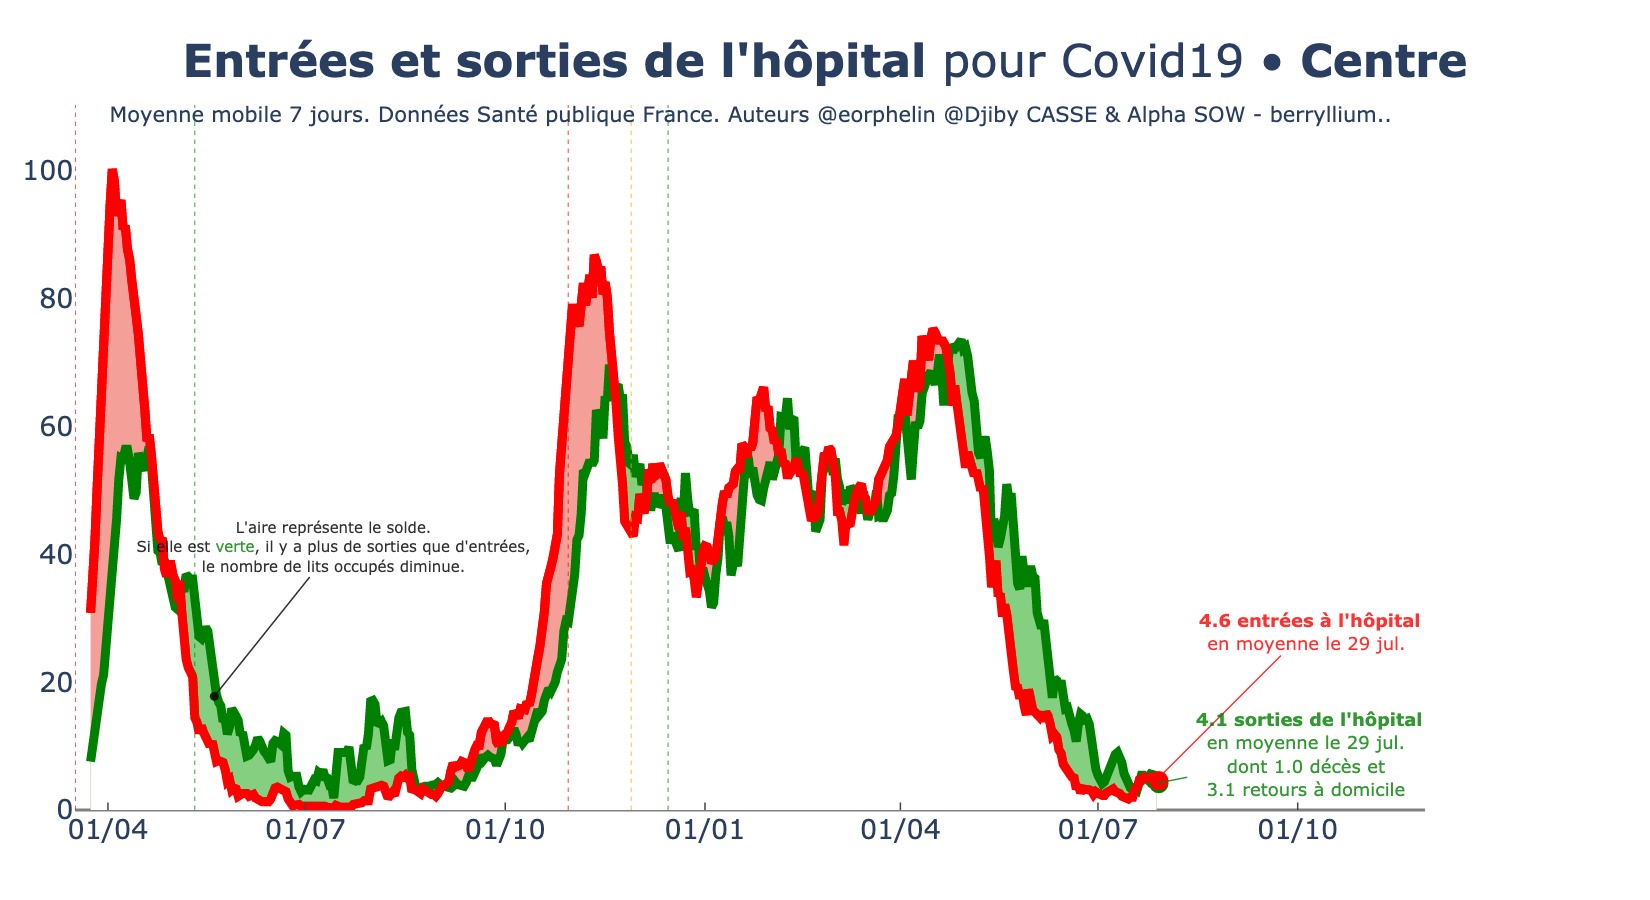 Entrées et sorties de l'hôpital pour Covid19 • Centre
Moyenne mobile 7 jours. Données Santé publique France. Auteurs @eorphelin @Djiby CASSE & Alpha SOW - berryllium..
100
80
60
40
20
0
L'aire représente le solde.
Si elle est verte, il y a plus de sorties que d'entrées,
le nombre de lits occupés diminue.
4.6 entrées à l'hôpital
en moyenne le 29 jul.
4.1 sorties de l'hôpital
en moyenne le 29 jul.
dont 1.0 décès et
3.1 retours à domicile
01/04
01/07
01/10
01/01
01/04
01/07
01/10